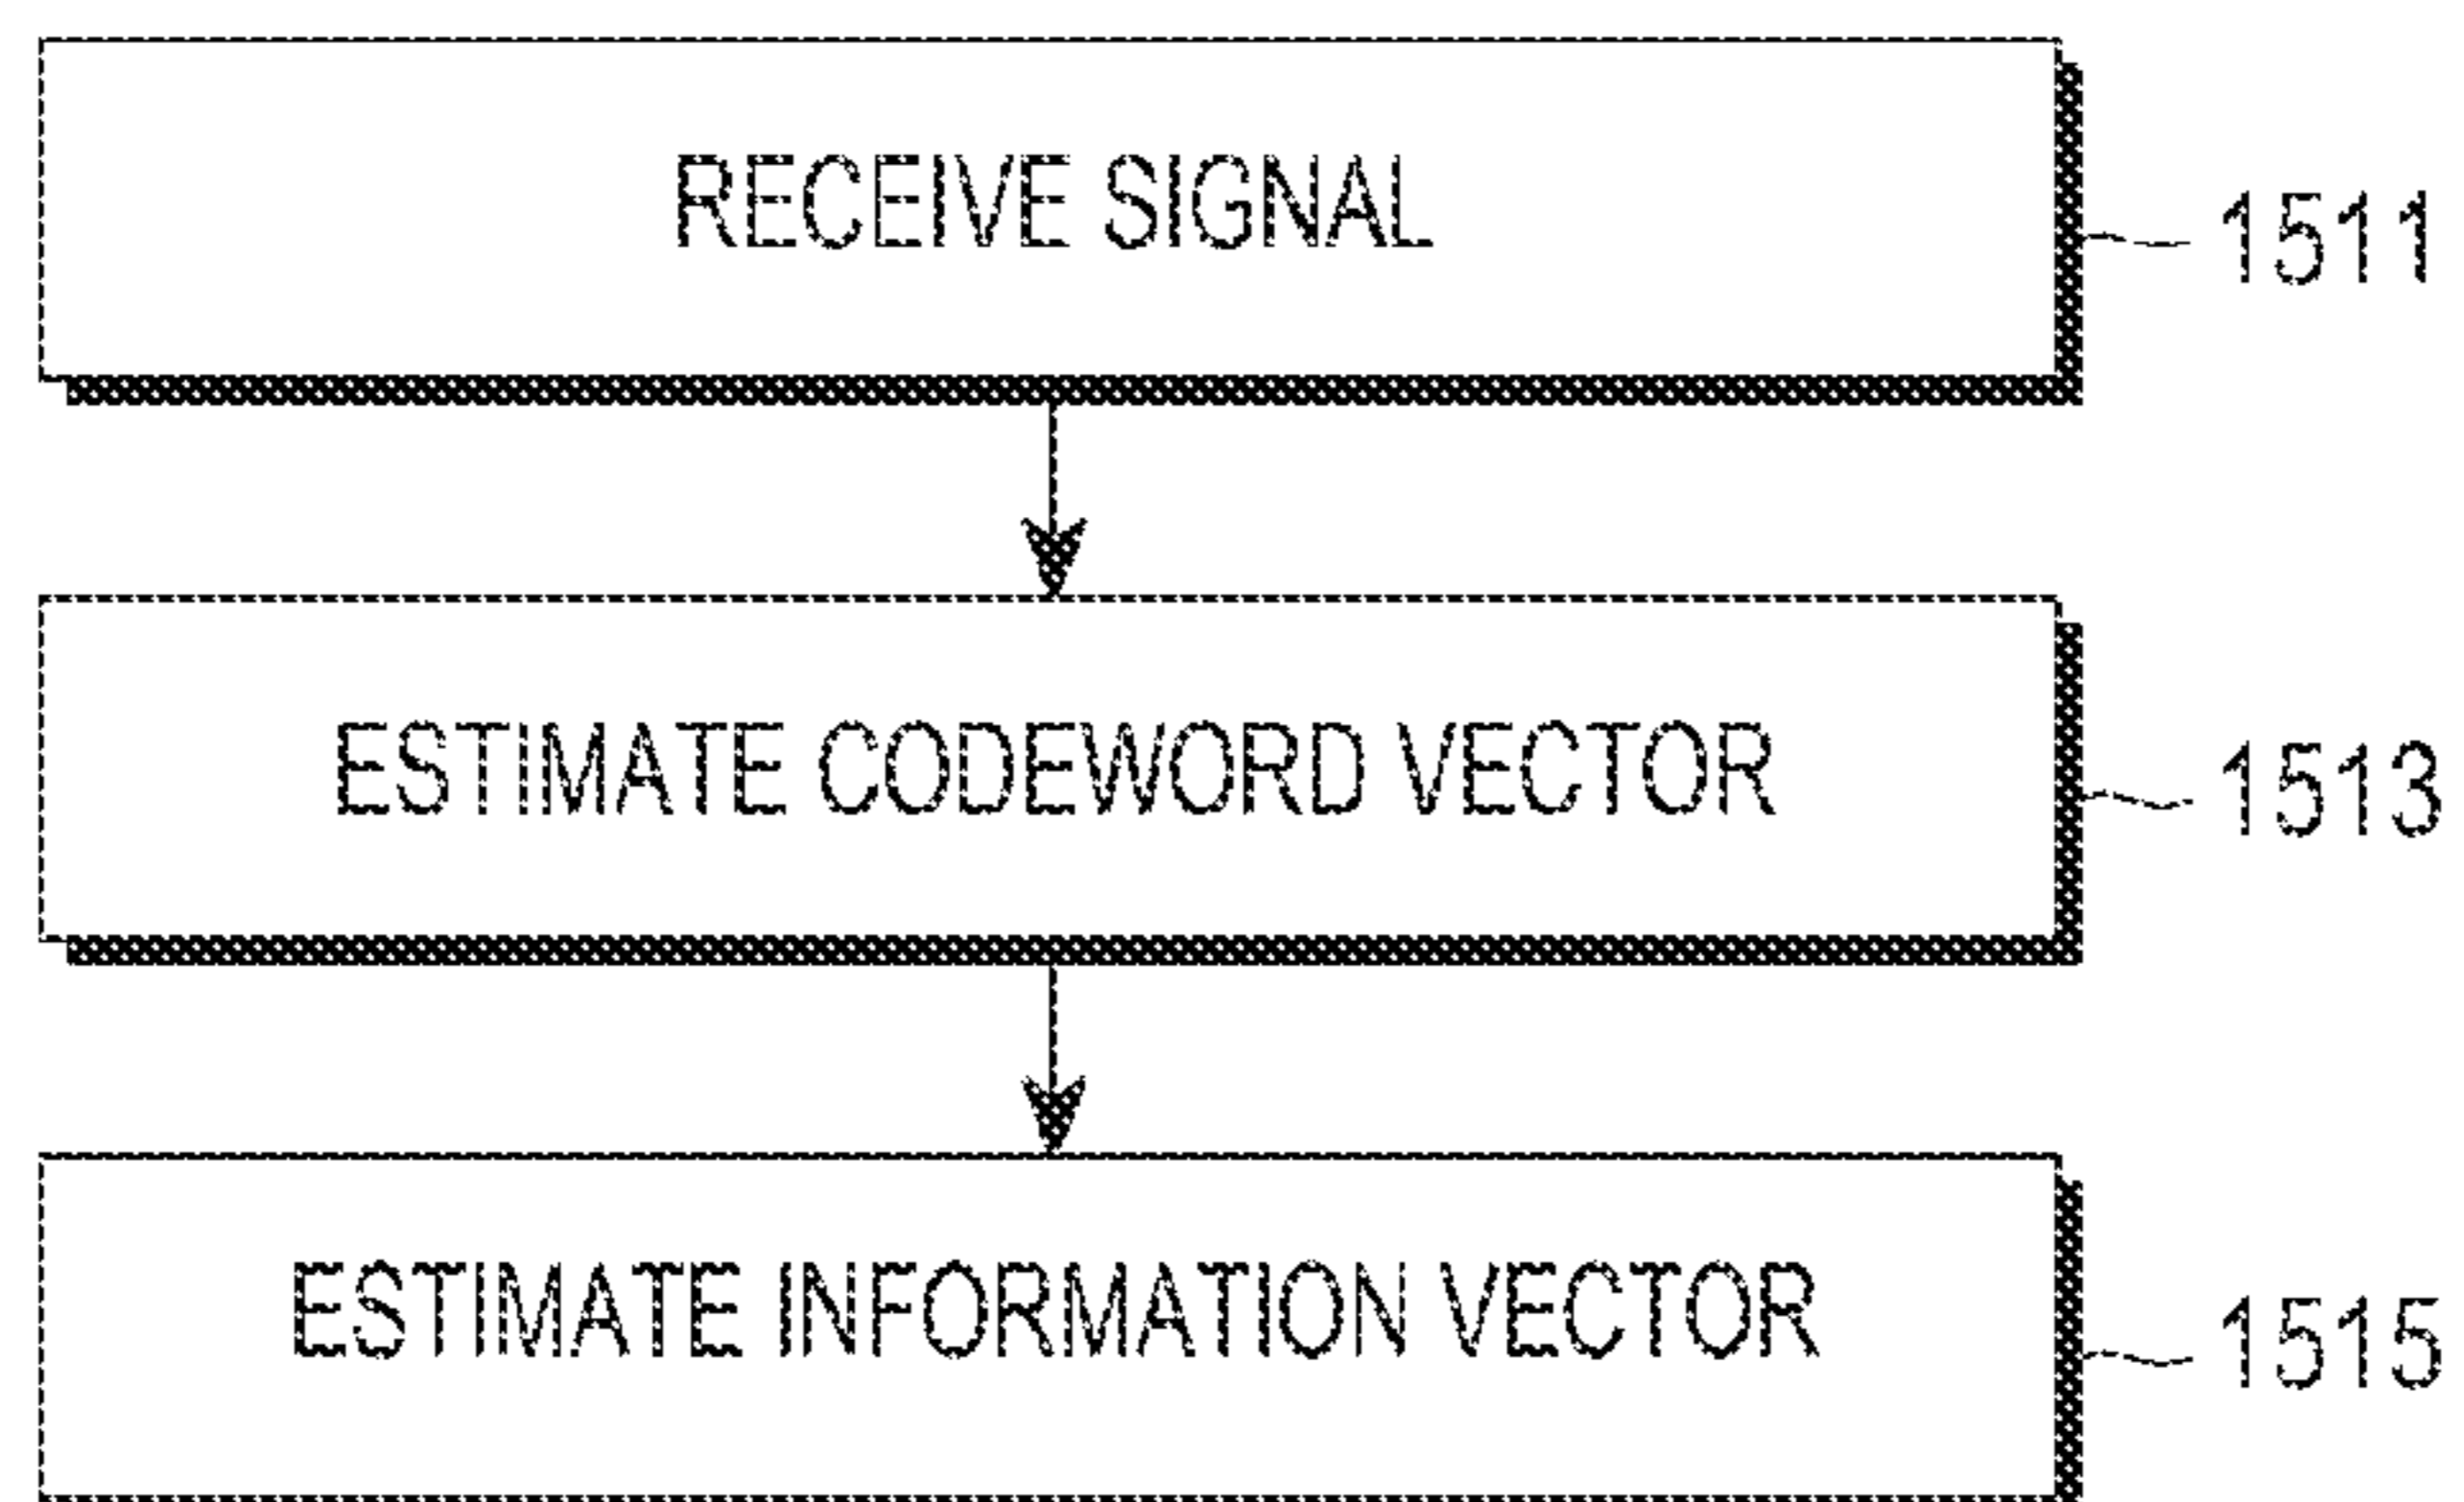 RECEIVE SIGNAL
1511
ESTIMATE CODEWORD VECTOR
1513
ESTIMATE INFORMATION VECTOR
1515